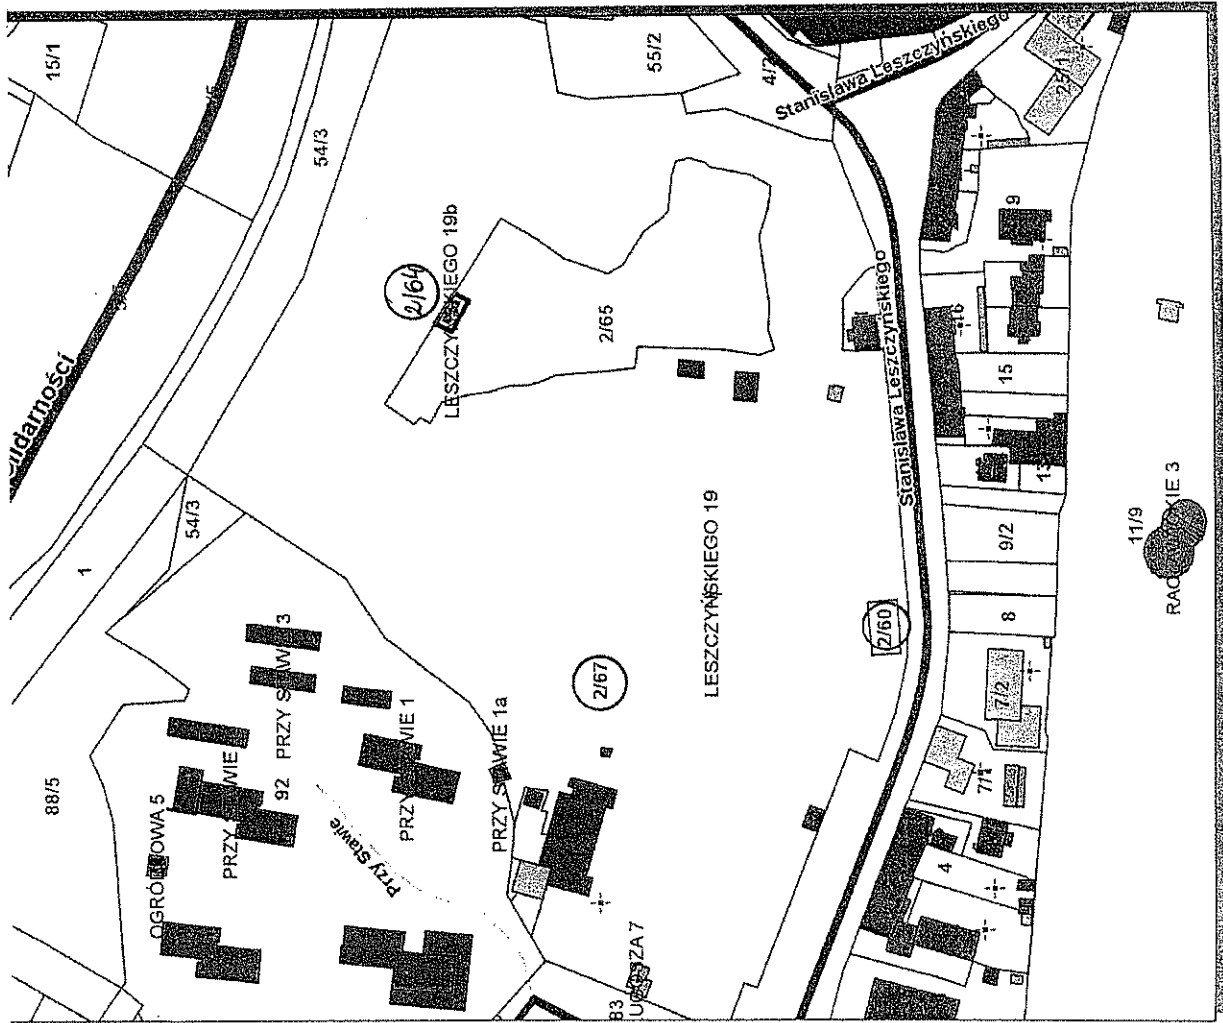 15/1
54/3
55/2
4/2
Stanisława Leszczyńskiego
2/64
LESZCZYŃSKIEGO 19b
2/65
54/3
1
88/5
OGRÓDKOWA 5
PRZY STAWIE
92
PRZY STAWIE 3
PRZY STAWIE 1
PRZY STAWIE 1a
Przy Stawie
2/67
LESZCZYŃSKIEGO 19
2/60
Stanisława Leszczyńskiego
9
6
15
13
9/2
8
7/2
7/1
4
11/9
83